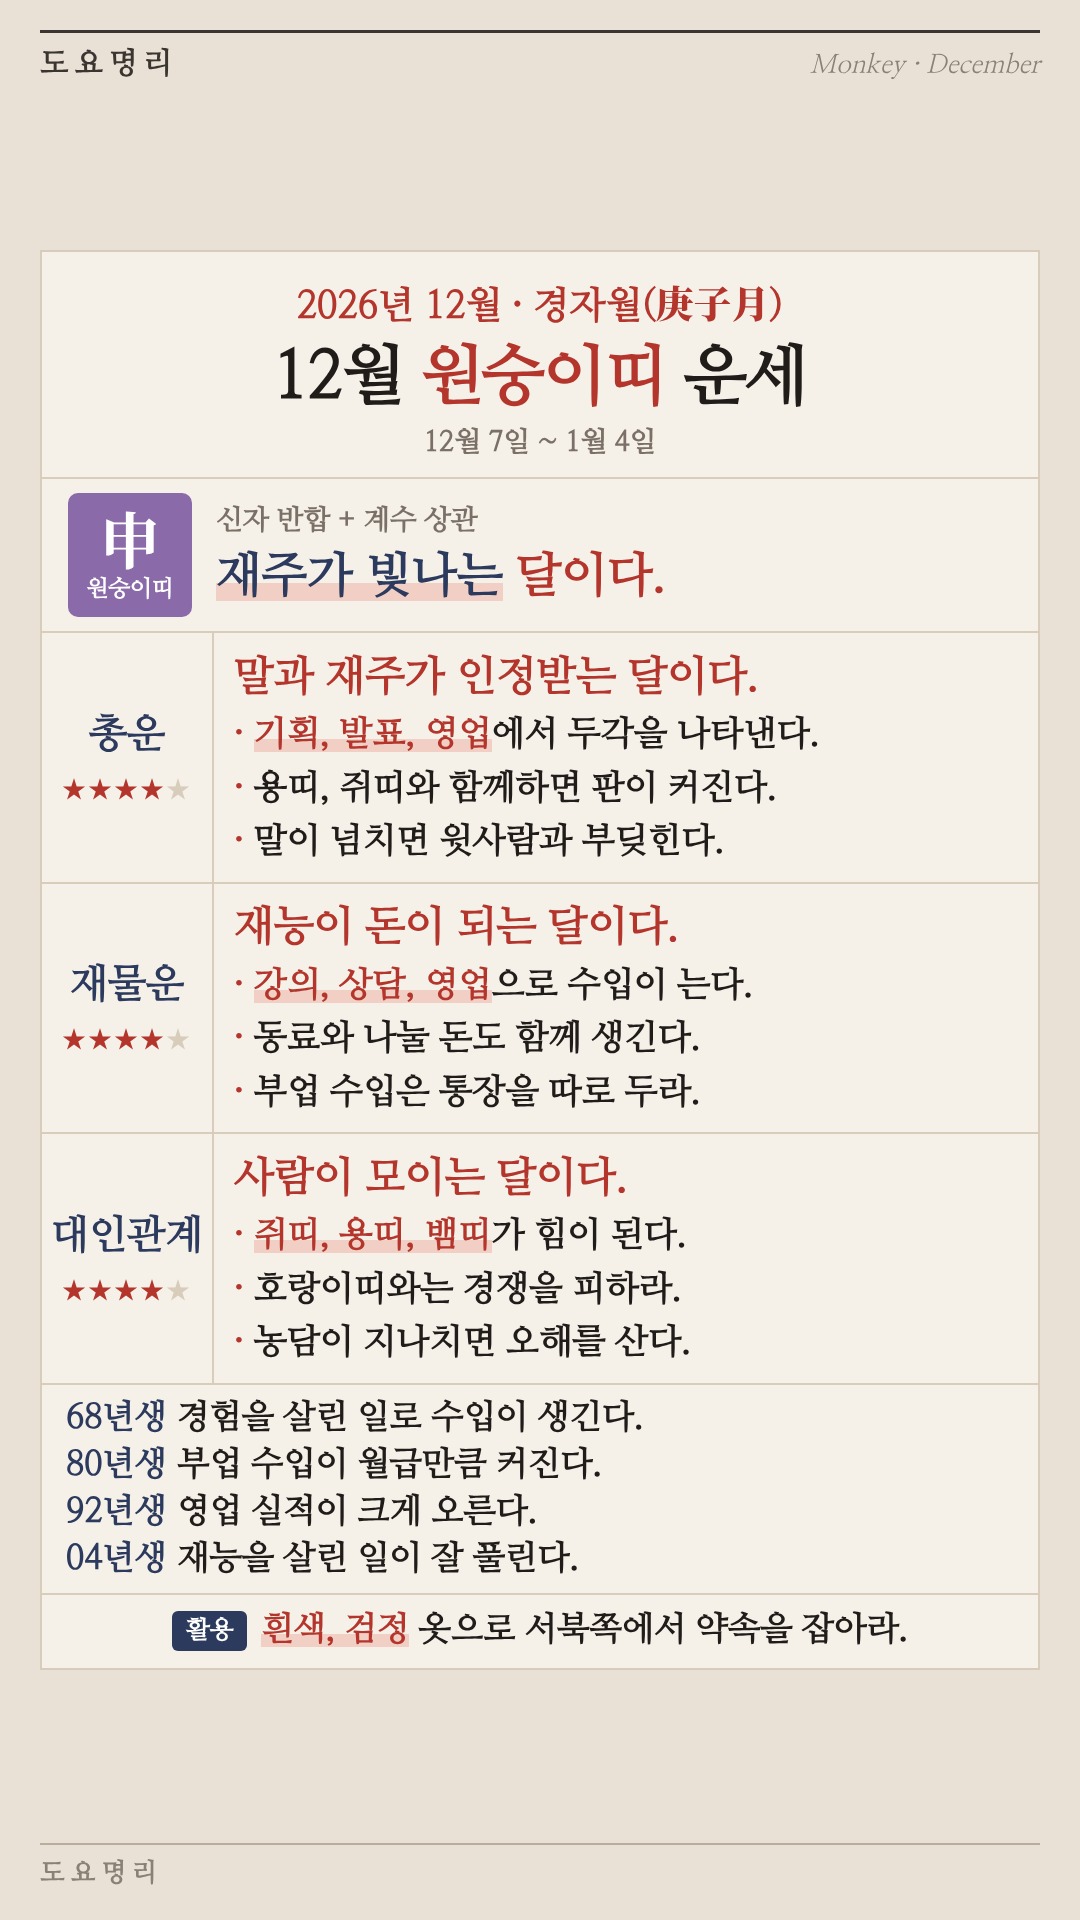 도요명리
Monkey · December
2026년 12월 · 경자월(庚子月)
12월 원숭이띠 운세
12월 7일 ~ 1월 4일
申
원숭이띠
신자 반합 + 계수 상관
재주가 빛나는 달이다.
총운
★★★★★
말과 재주가 인정받는 달이다.
· 기획, 발표, 영업에서 두각을 나타낸다.
· 용띠, 쥐띠와 함께하면 판이 커진다.
· 말이 넘치면 윗사람과 부딪힌다.
재물운
★★★★★
재능이 돈이 되는 달이다.
· 강의, 상담, 영업으로 수입이 는다.
· 동료와 나눌 돈도 함께 생긴다.
· 부업 수입은 통장을 따로 두라.
대인관계
★★★★★
사람이 모이는 달이다.
· 쥐띠, 용띠, 뱀띠가 힘이 된다.
· 호랑이띠와는 경쟁을 피하라.
· 농담이 지나치면 오해를 산다.
68년생 경험을 살린 일로 수입이 생긴다.
80년생 부업 수입이 월급만큼 커진다.
92년생 영업 실적이 크게 오른다.
04년생 재능을 살린 일이 잘 풀린다.
활용 흰색, 검정 옷으로 서북쪽에서 약속을 잡아라.
도요명리